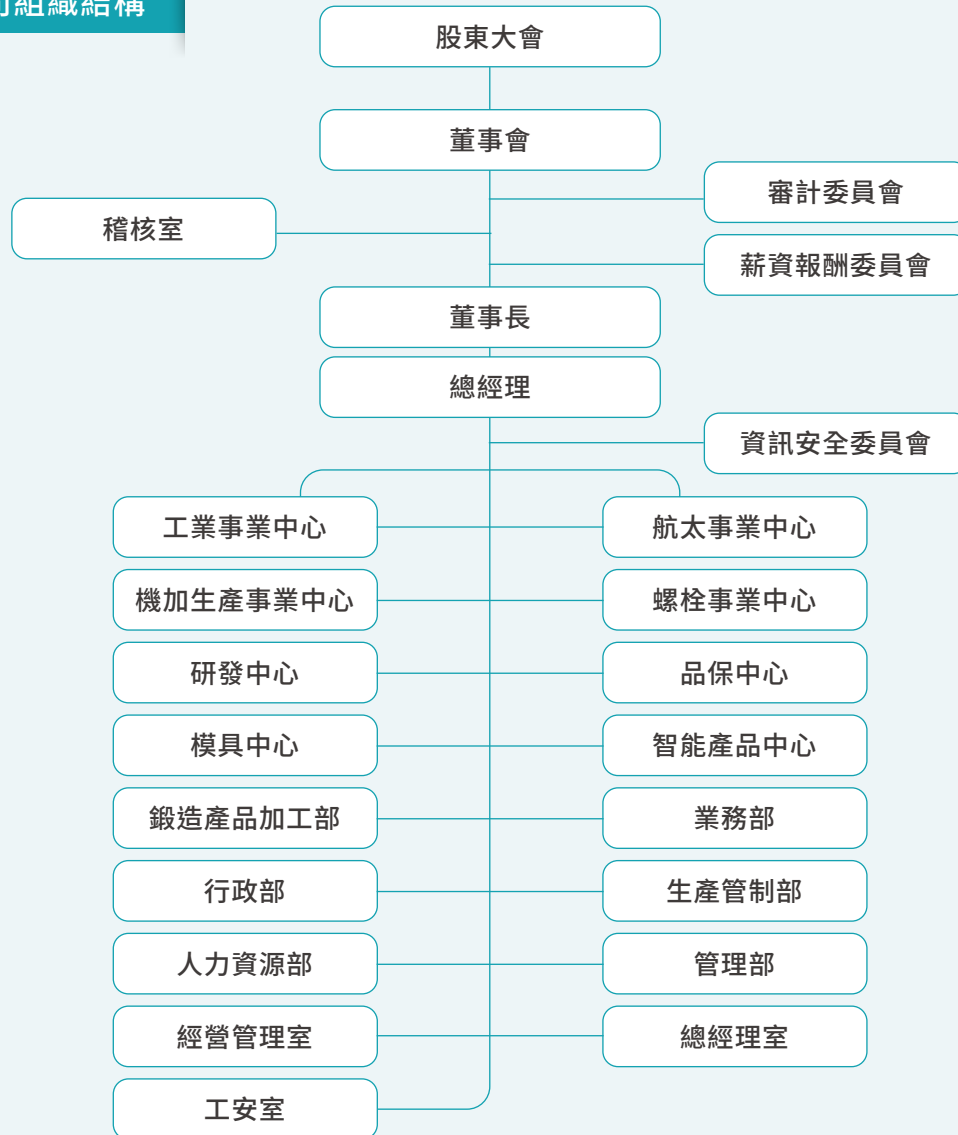 組織結構
股東大會
董事會
審計委員會
稽核室
薪資報酬委員會
董事長
總經理
資訊安全委員會
工業事業中心
航太事業中心
機加生產事業中心
螺栓事業中心
研發中心
品保中心
模具中心
智能產品中心
鍛造產品加工部
業務部
行政部
生產管制部
人力資源部
管理部
經營管理室
總經理室
工安室